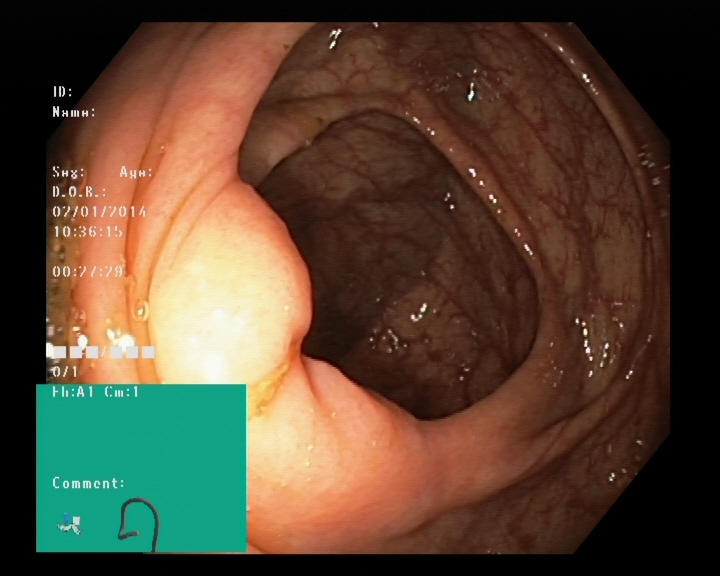 ID:
Name:
Sex: Age:
D.O.B.:
02/01/2014
10:36:15
00:27:29
0/1
Eh:A1 Cm:1
Comment: